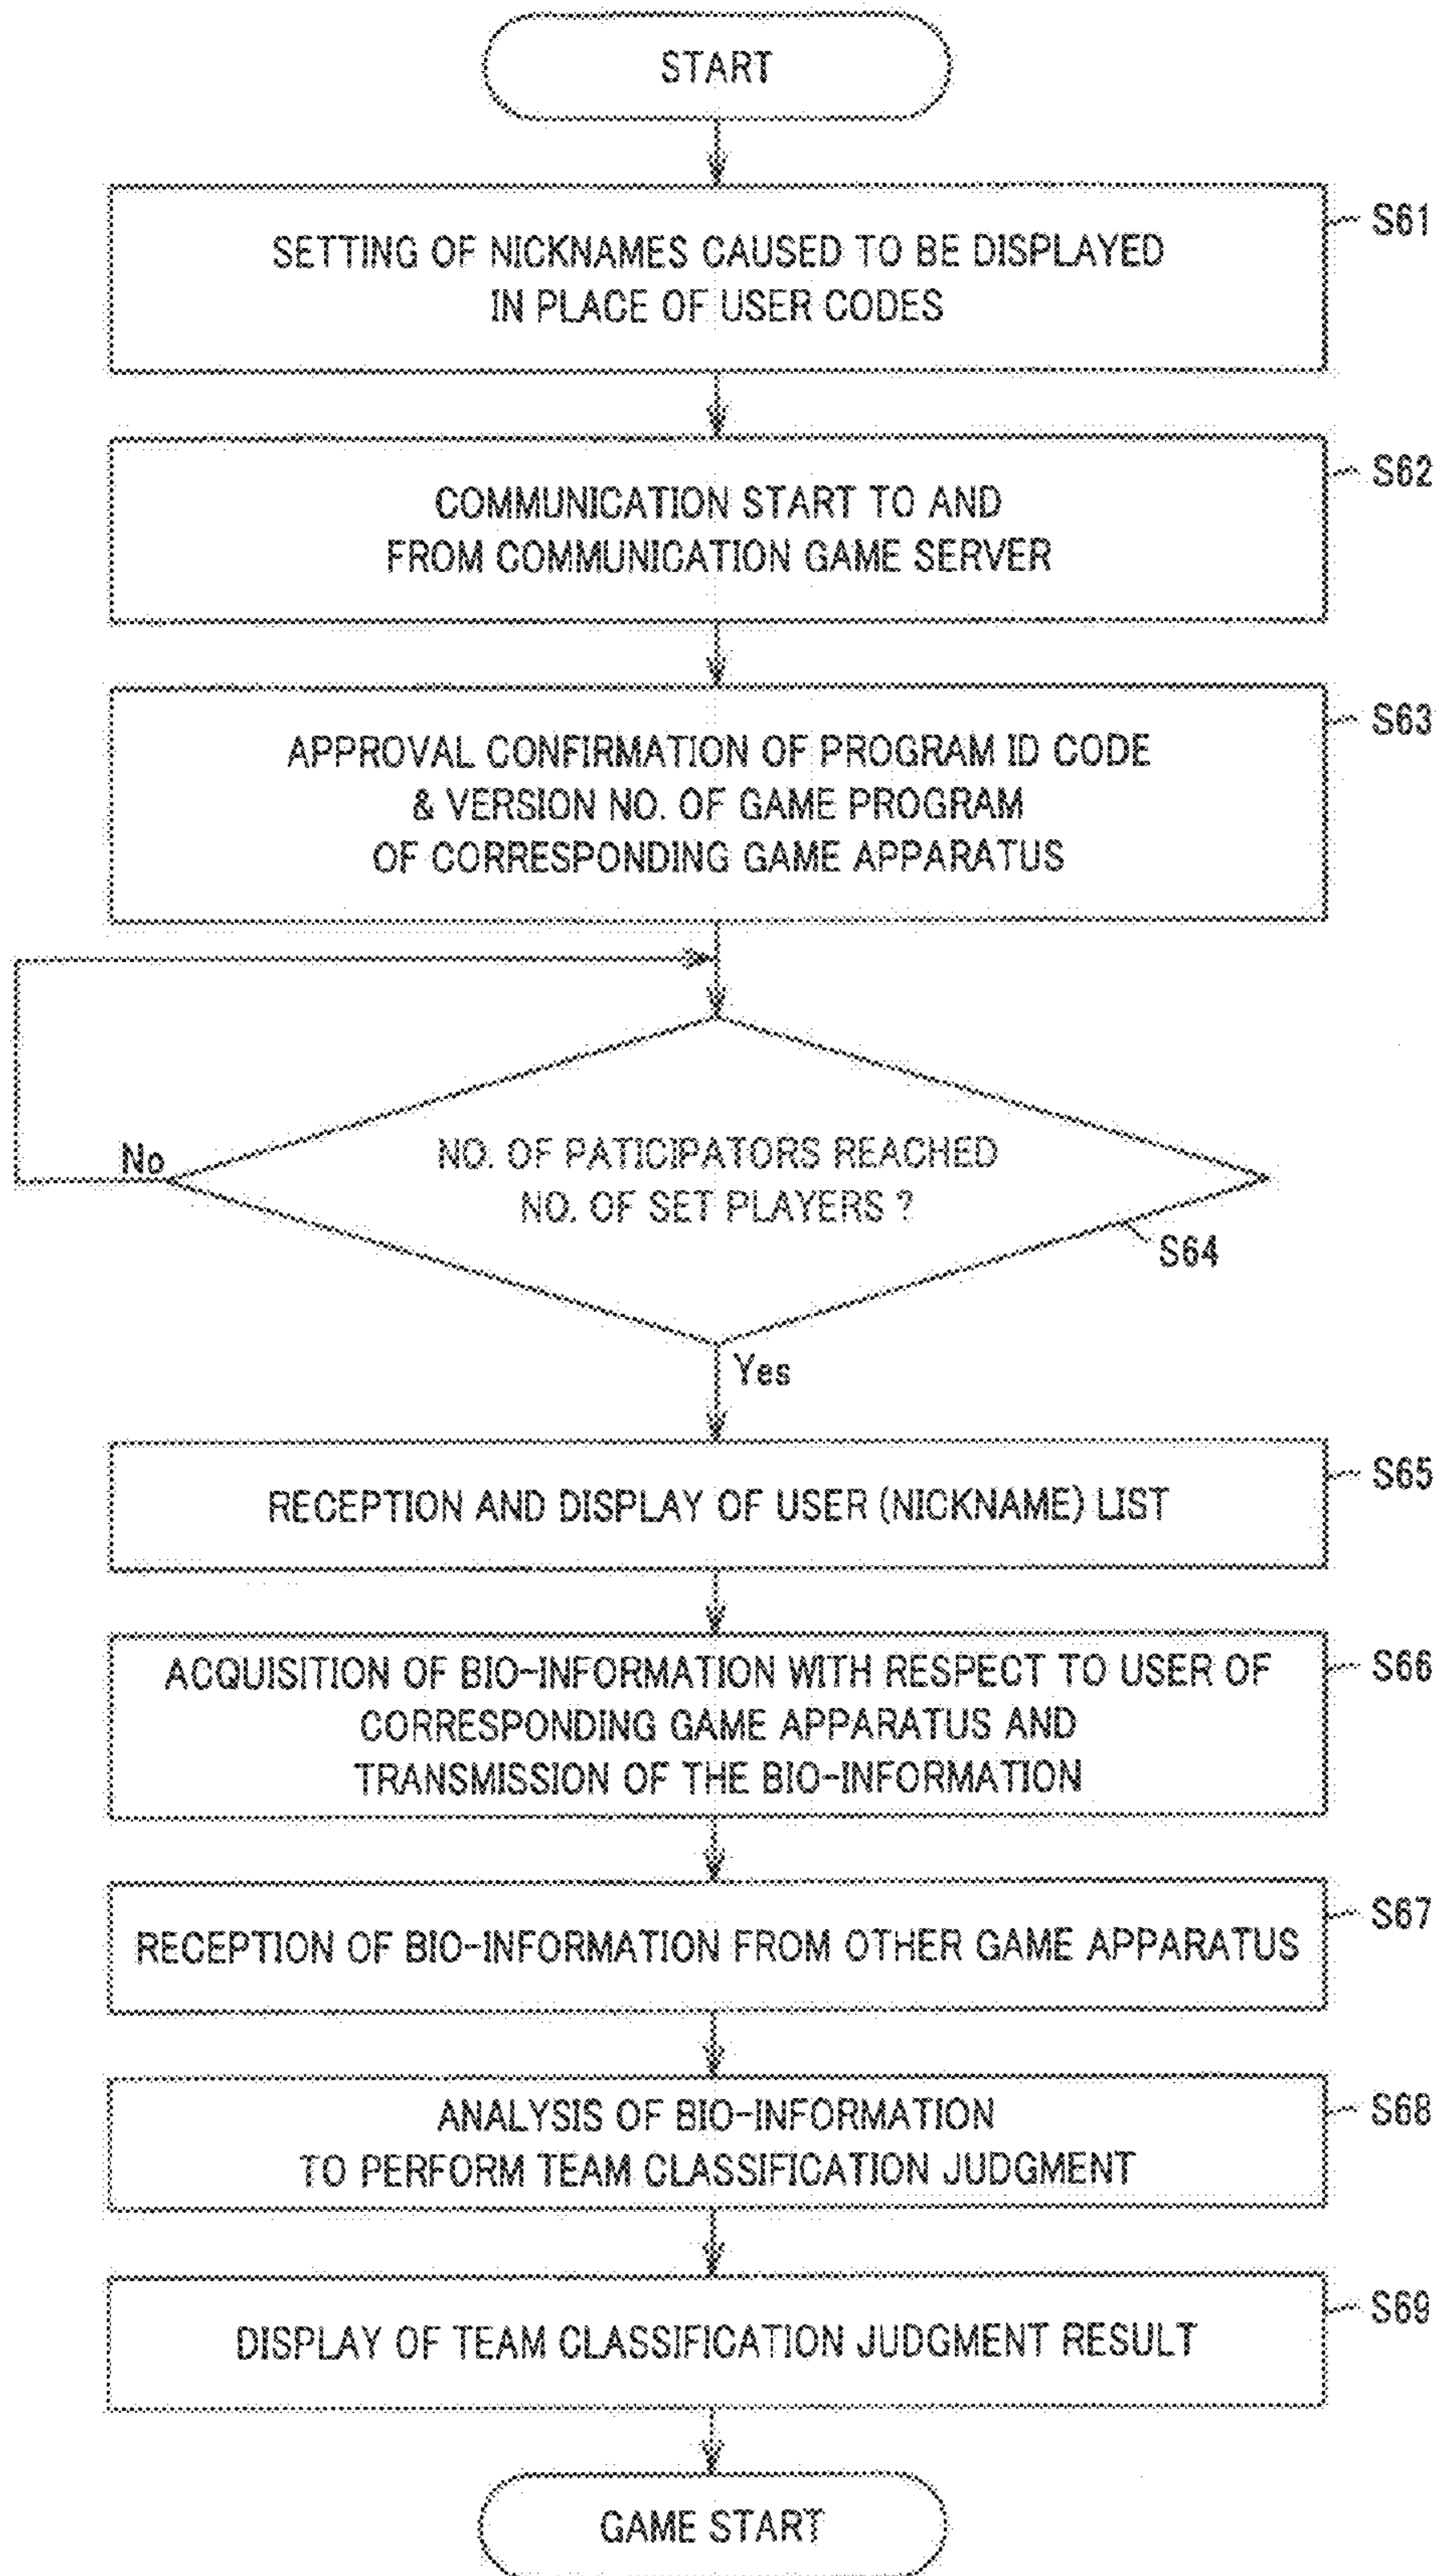 START
SETTING OF NICKNAMES CAUSED TO BE DISPLAYED
IN PLACE OF USER CODES
S61
COMMUNICATION START TO AND
FROM COMMUNICATION GAME SERVER
S62
APPROVAL CONFIRMATION OF PROGRAM ID CODE
& VERSION NO. OF GAME PROGRAM
OF CORRESPONDING GAME APPARATUS
S63
NO. OF PATICIPATORS REACHED
NO. OF SET PLAYERS ?
No
S64
Yes
RECEPTION AND DISPLAY OF USER (NICKNAME) LIST
S65
ACQUISITION OF BIO-INFORMATION WITH RESPECT TO USER OF
CORRESPONDING GAME APPARATUS AND
TRANSMISSION OF THE BIO-INFORMATION
S66
RECEPTION OF BIO-INFORMATION FROM OTHER GAME APPARATUS
S67
ANALYSIS OF BIO-INFORMATION
TO PERFORM TEAM CLASSIFICATION JUDGMENT
S68
DISPLAY OF TEAM CLASSIFICATION JUDGMENT RESULT
S69
GAME START